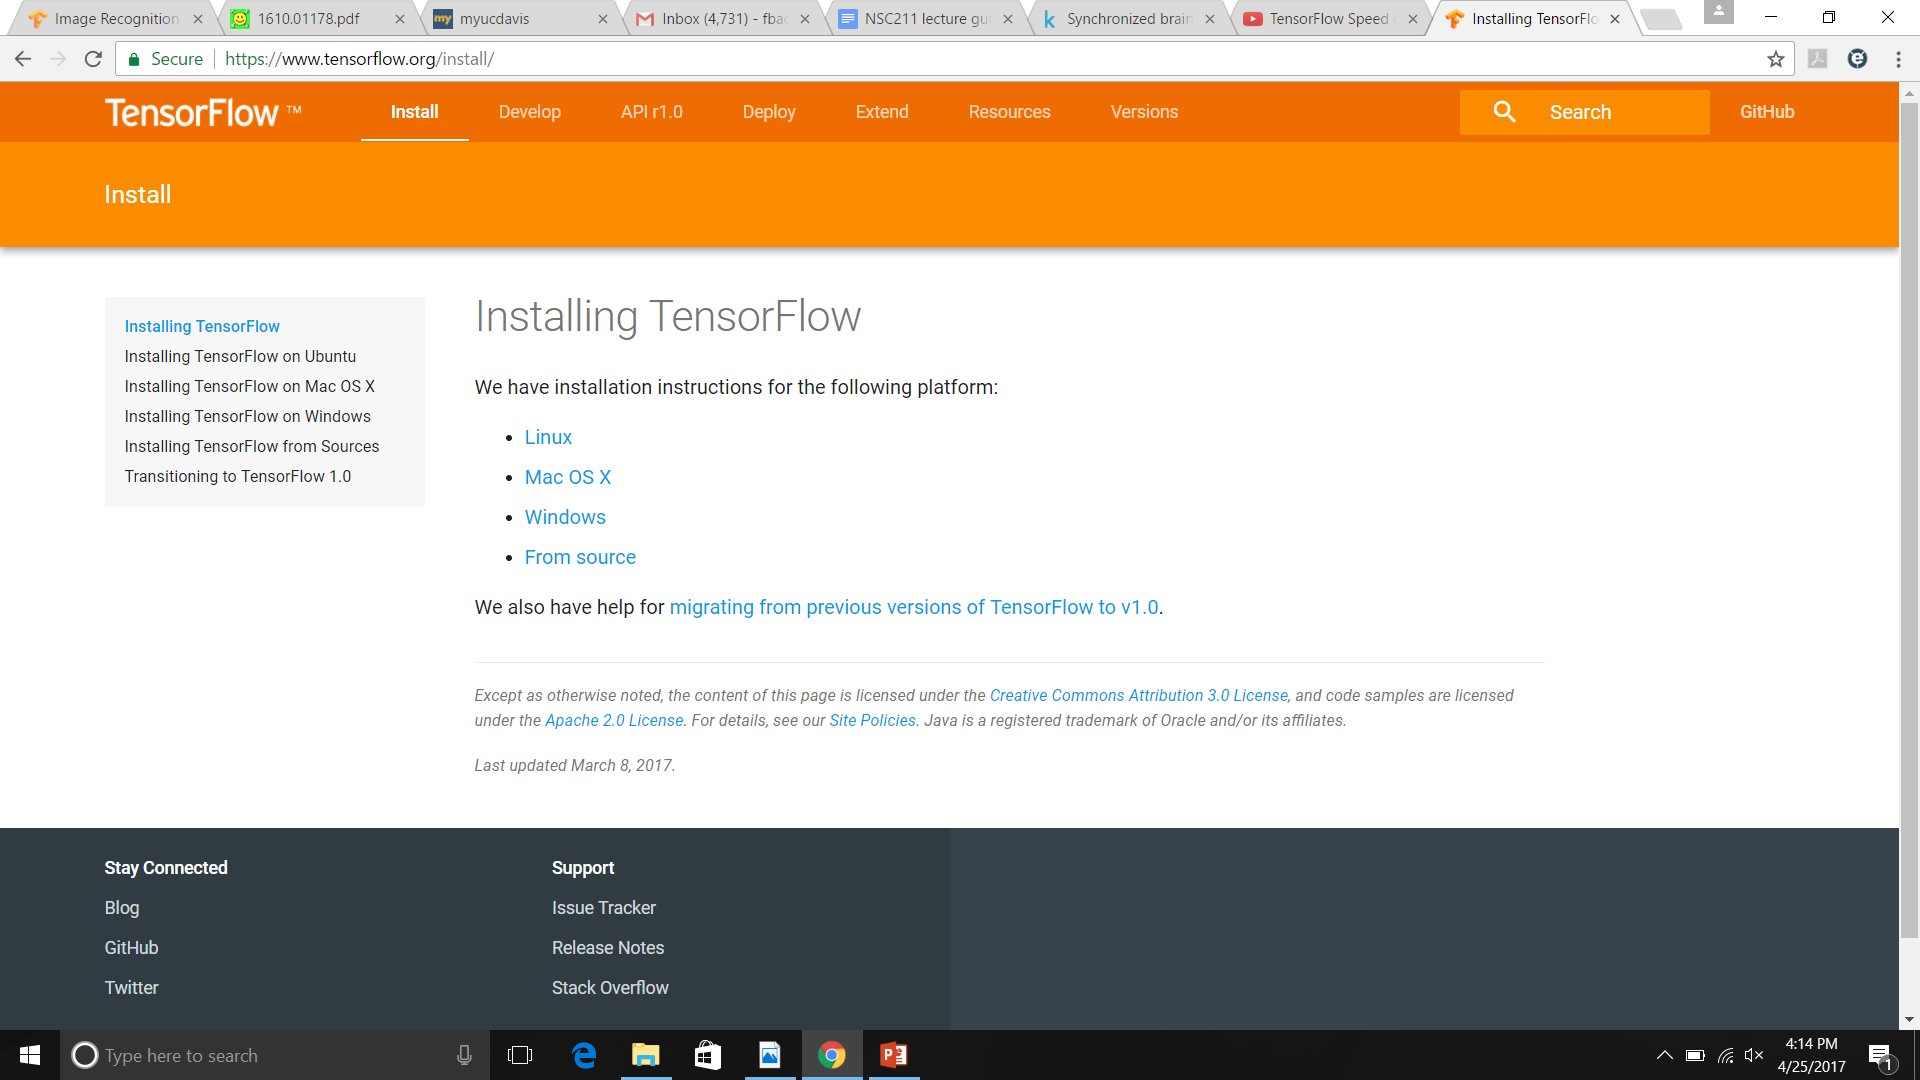 Image Recognition
1610.01178.pdf
myucdavis
Inbox (4,731) - fbac
NSC211 lecture gui
Synchronized brain
TensorFlow Speed
Installing TensorFlo
Secure
https://www.tensorflow.org/install/
TensorFlow ™
Install
Develop
API r1.0
Deploy
Extend
Resources
Versions
Search
GitHub
Install
Installing TensorFlow
Installing TensorFlow on Ubuntu
Installing TensorFlow on Mac OS X
Installing TensorFlow on Windows
Installing TensorFlow from Sources
Transitioning to TensorFlow 1.0
Installing TensorFlow
We have installation instructions for the following platform:
Linux
Mac OS X
Windows
From source
We also have help for migrating from previous versions of TensorFlow to v1.0.
Except as otherwise noted, the content of this page is licensed under the Creative Commons Attribution 3.0 License, and code samples are licensed
under the Apache 2.0 License. For details, see our Site Policies. Java is a registered trademark of Oracle and/or its affiliates.
Last updated March 8, 2017.
Stay Connected
Blog
GitHub
Twitter
Support
Issue Tracker
Release Notes
Stack Overflow
Type here to search
4:14 PM
4/25/2017
1